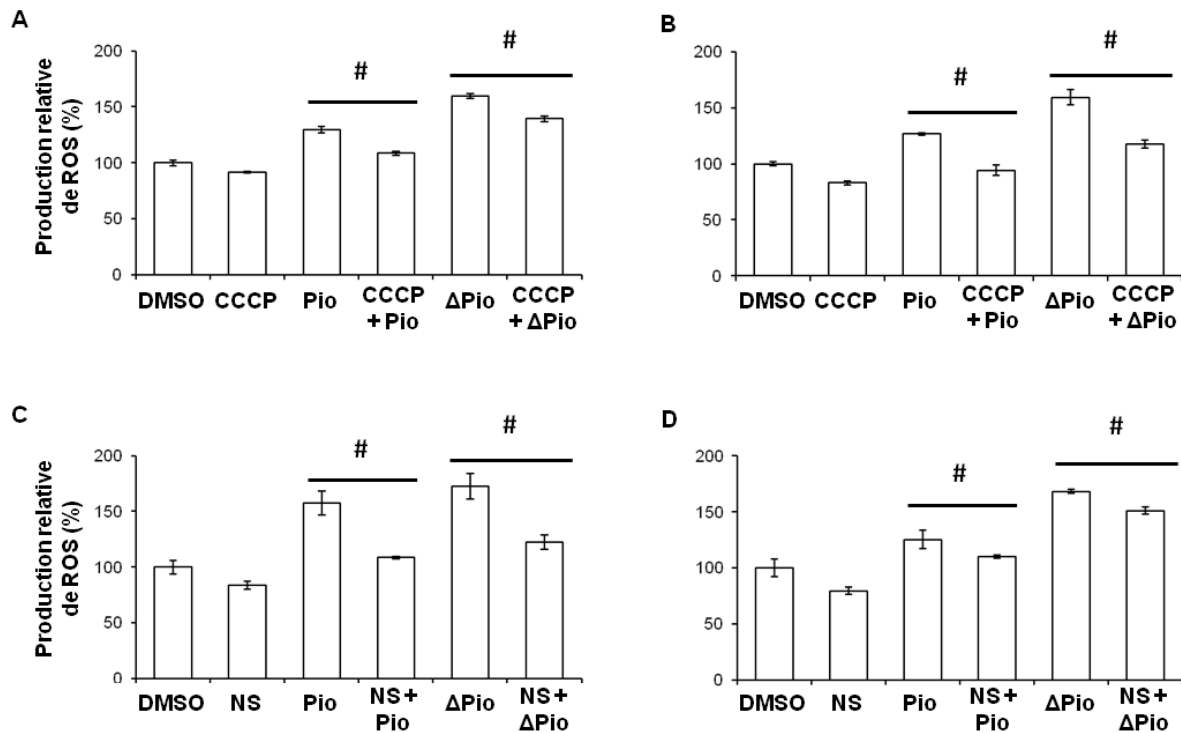 A
Production relative
de ROS (%)
200
150
100
50
0
#
#
DMSO CCCP Pio CCCP ΔPio CCCP
+ Pio + ΔPio
B
200
150
100
50
0
#
#
DMSO CCCP Pio CCCP ΔPio CCCP
+ Pio + ΔPio
C
Production relative
de ROS (%)
200
150
100
50
0
#
#
DMSO NS Pio NS + ΔPio NS +
Pio ΔPio
D
200
150
100
50
0
#
#
DMSO NS Pio NS + ΔPio NS +
Pio ΔPio